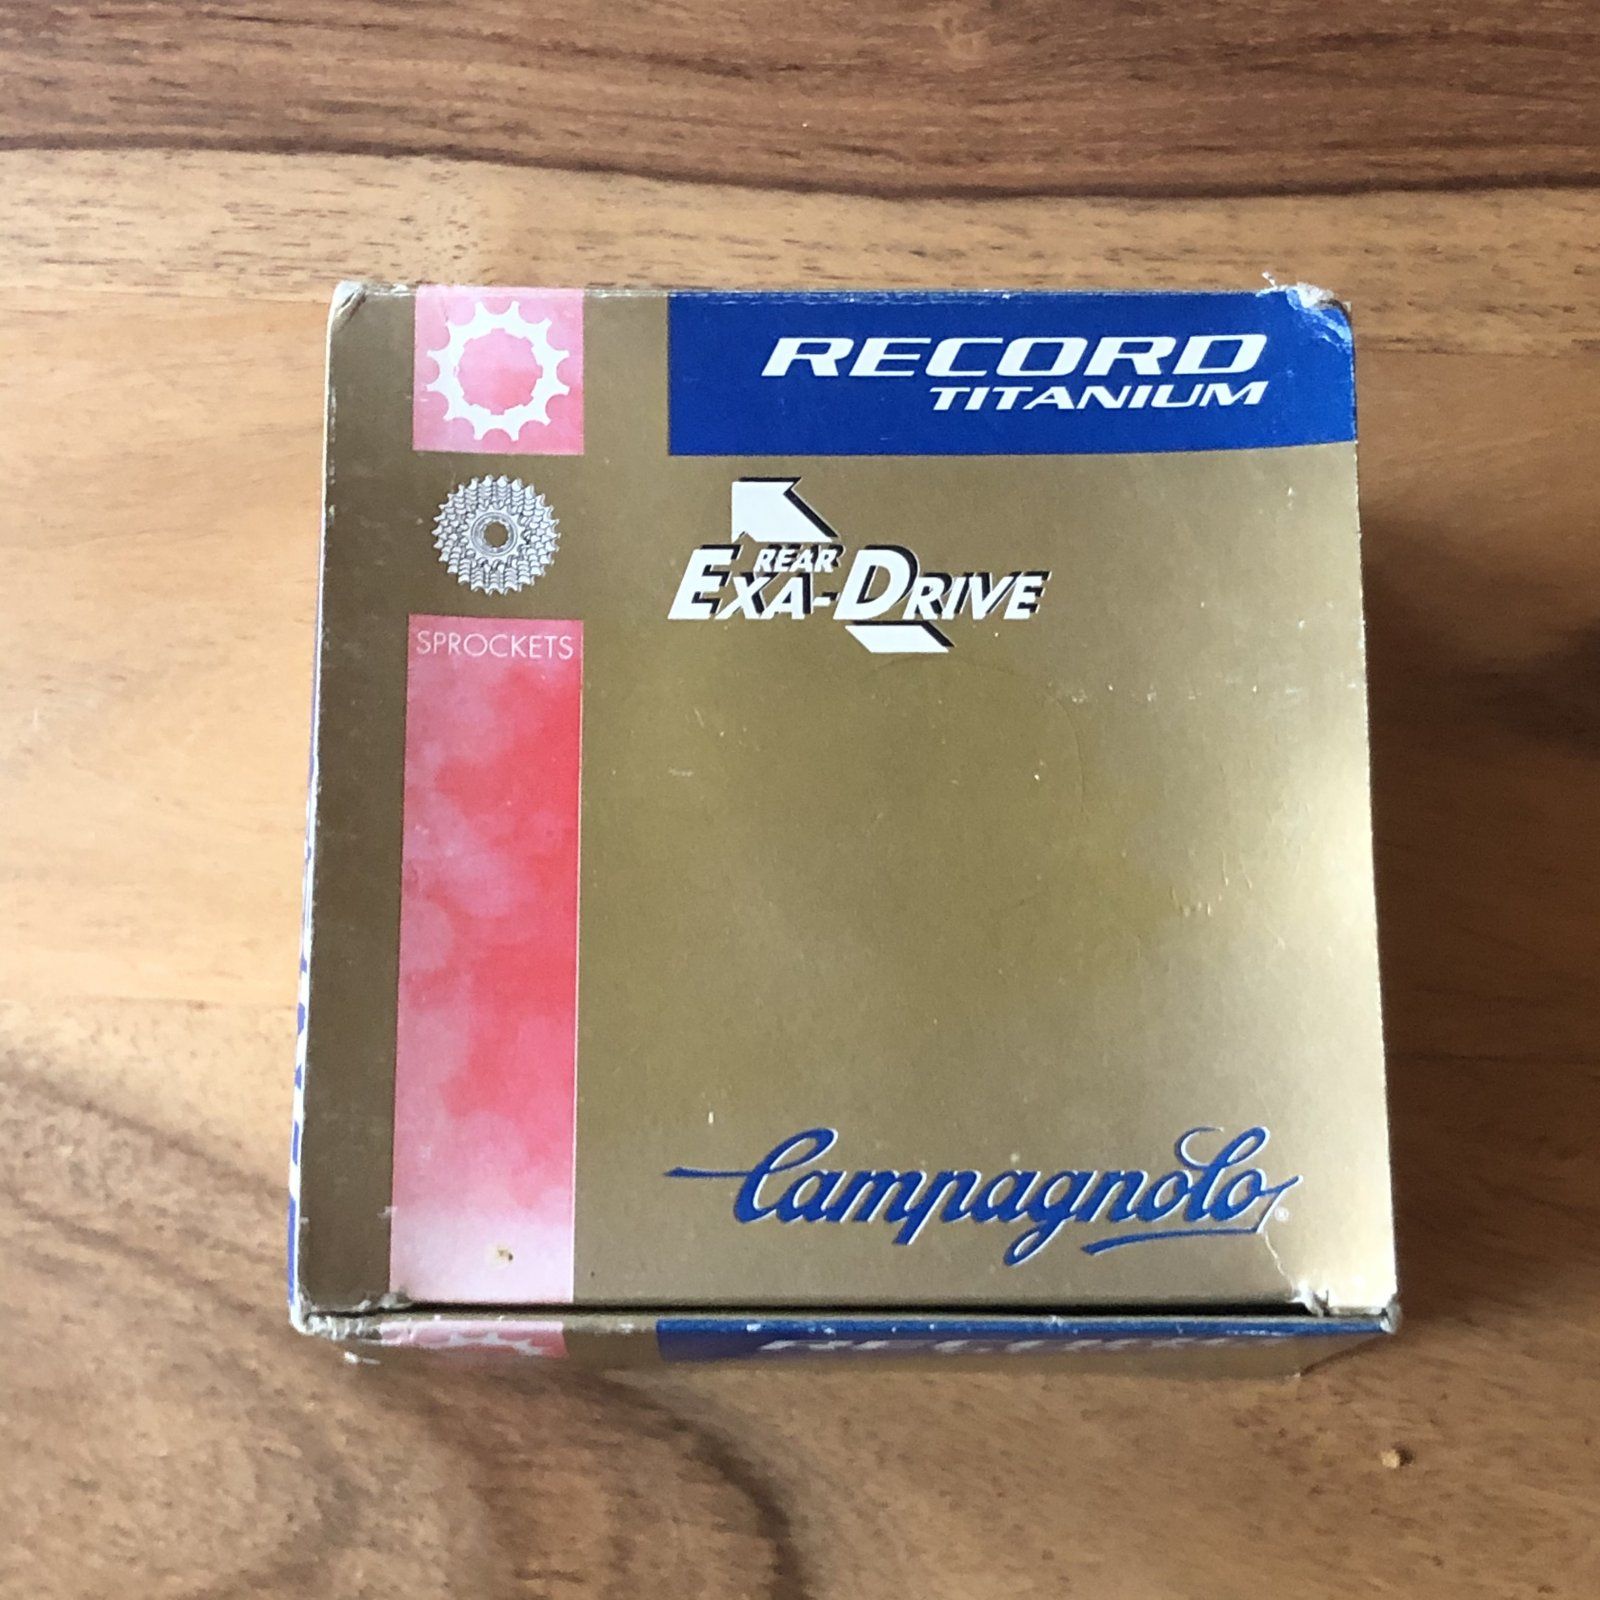 RECORD
TITANIUM
REAR
EXA-DRIVE
SPROCKETS
Campagnolo®